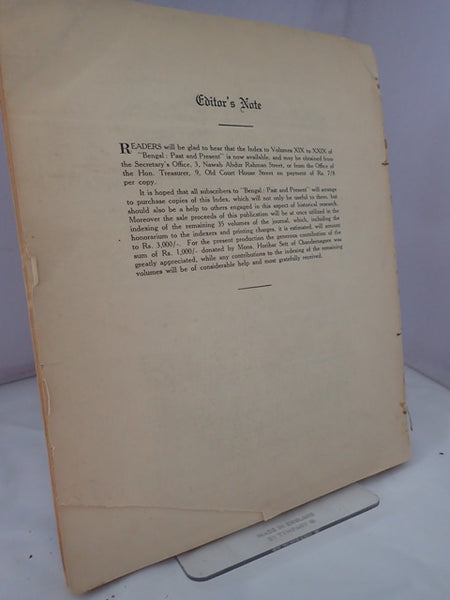 Editor's Note
READERS will be glad to hear that the Index to Volumes XIX to XXIX of
"Bengal: Past and Present" is now available, and may be obtained from
the Secretary's Office, 3, Nawab Abdur Rahman Street, or from the Office of
the Hon. Treasurer, 9, Old Court House Street on payment of Rs. 7/8
per copy.
It is hoped that all subscribers to "Bengal: Past and Present" will arrange
to purchase copies of this Index, which will not only be useful to them, but
should also be a help to others engaged in this aspect of historical research.
Moreover the sale proceeds of this publication will be at once utilized in the
indexing of the remaining 35 volumes of the journal, which, including the
honorarium to the indexers and printing charges, it is estimated, will amount
to Rs. 3,000/-. For the present production the generous contribution of the
sum of Rs. 1,000/- donated by Mons. Harihar Sett of Chandernagore was
greatly appreciated, while any contributions to the indexing of the remaining
volumes will be of considerable help and most gratefully received.
MADE IN ENGLAND